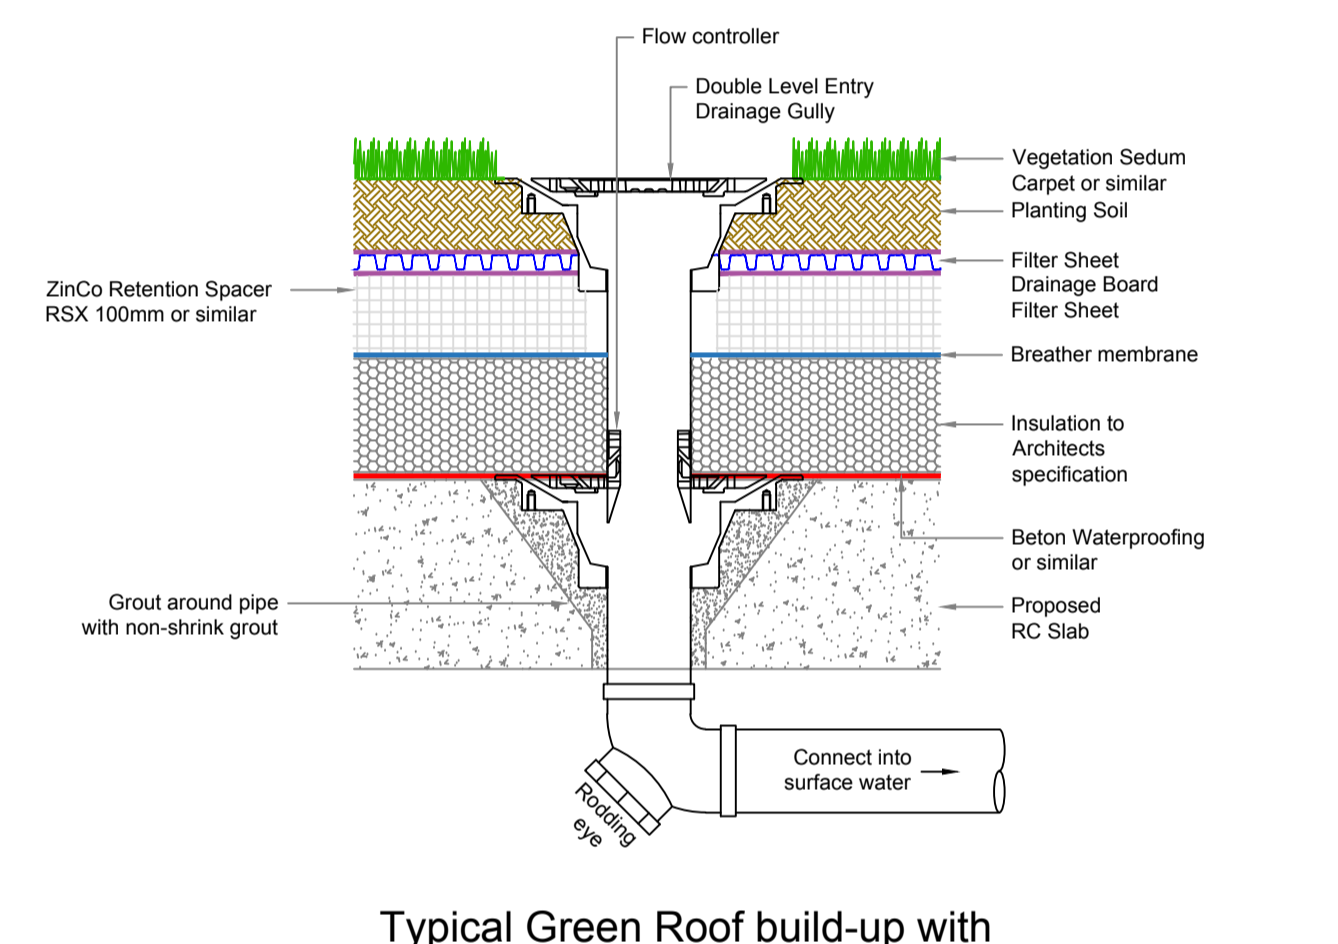 Flow controller
Double Level Entry
Drainage Gully
Vegetation Sedum
Carpet or similar
Planting Soil
Filter Sheet
Drainage Board
Filter Sheet
ZinCo Retention Spacer
RSX 100mm or similar
Breather membrane
Insulation to
Architects
specification
Beton Waterproofing
or similar
Grout around pipe
with non-shrink grout
Proposed
RC Slab
Connect into
surface water
Rodding
eye
Typical Green Roof build-up with